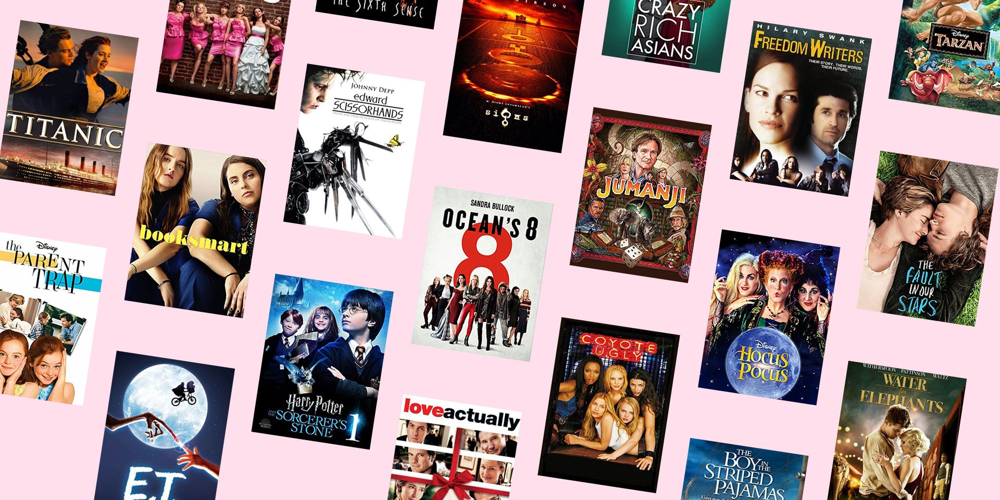 TITANIC
THE SIXTH SENSE
GIBSON
M. NIGHT SHYAMALAN'S
signs
CRAZY
RICH
ASIANS
HILARY SWANK
FREEDOM WRITERS
THEIR STORY. THEIR WORDS.
THEIR FUTURE.
Disney
TARZAN
JOHNNY DEPP
edward
SCISSORHANDS
FROM THE IMAGINATION OF TIM BURTON
booksmart
SANDRA BULLOCK
OCEAN'S 8
8
JUMANJI
THE
FAULT
IN OUR
STARS
Disney
the
PARENT
TRAP
Harry Potter
AND THE
SORCERER'S
STONE
1
WIZARDING
WORLD
COYOTE
UGLY
Disney
HOCUS
POCUS
WITHERSPOON PATTINSON WALTZ
WATER
for
ELEPHANTS
E.T.
loveactually
THE
BOY IN
THE
STRIPED
PAJAMAS